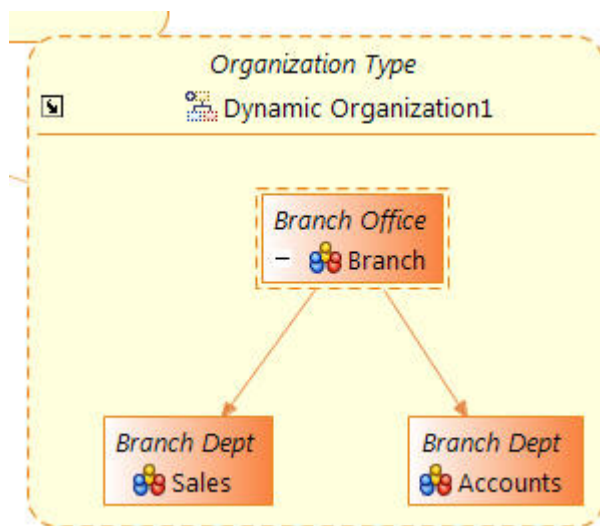 Organization Type
Dynamic Organization1
Branch Office
Branch
Branch Dept
Sales
Branch Dept
Accounts